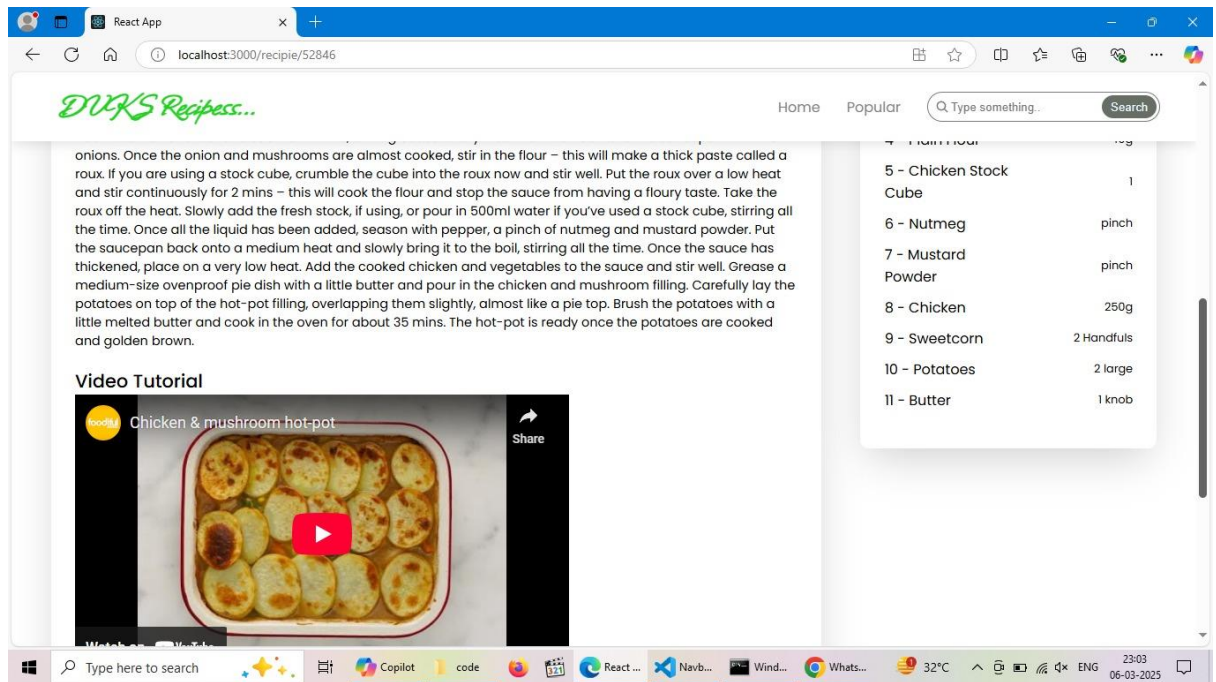 React App
localhost:3000/recipie/52846
DUKS Recipess...
Home
Popular
Type something..
Search
onions. Once the onion and mushrooms are almost cooked, stir in the flour – this will make a thick paste called a
roux. If you are using a stock cube, crumble the cube into the roux now and stir well. Put the roux over a low heat
and stir continuously for 2 mins – this will cook the flour and stop the sauce from having a floury taste. Take the
roux off the heat. Slowly add the fresh stock, if using, or pour in 500ml water if you've used a stock cube, stirring all
the time. Once all the liquid has been added, season with pepper, a pinch of nutmeg and mustard powder. Put
the saucepan back onto a medium heat and slowly bring it to the boil, stirring all the time. Once the sauce has
thickened, place on a very low heat. Add the cooked chicken and vegetables to the sauce and stir well. Grease a
medium-size ovenproof pie dish with a little butter and pour in the chicken and mushroom filling. Carefully lay the
potatoes on top of the hot-pot filling, overlapping them slightly, almost like a pie top. Brush the potatoes with a
little melted butter and cook in the oven for about 35 mins. The hot-pot is ready once the potatoes are cooked
and golden brown.
Video Tutorial
foodify
Chicken & mushroom hot-pot
Share
Watch on YouTube
5 - Chicken Stock
Cube 1
6 - Nutmeg pinch
7 - Mustard
Powder pinch
8 - Chicken 250g
9 - Sweetcorn 2 Handfuls
10 - Potatoes 2 large
11 - Butter 1 knob
Type here to search
Copilot
code
321
React ...
Navb...
Wind...
Whats...
32°C
ENG
23:03
06-03-2025